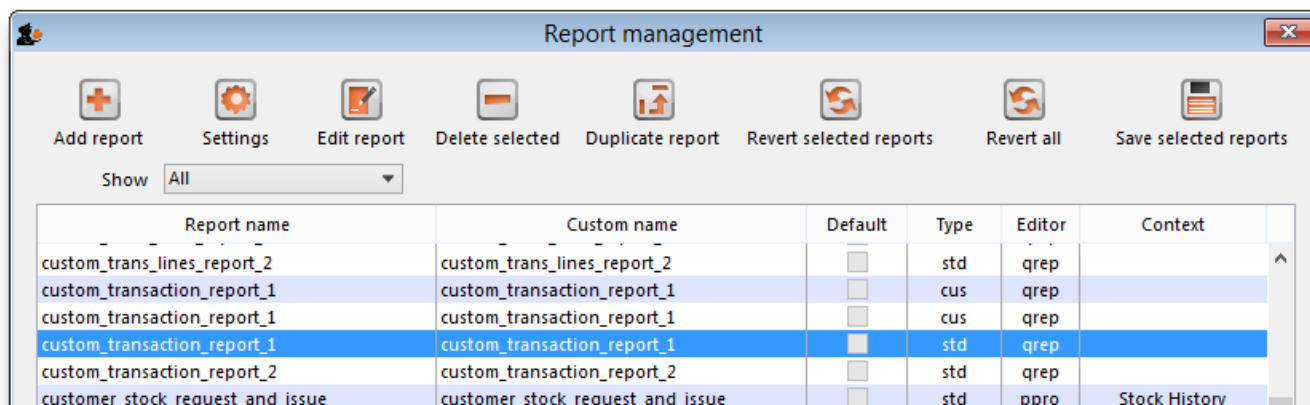 Report management
Add report Settings Edit report Delete selected Duplicate report Revert selected reports Revert all Save selected reports
Show All
Report name Custom name Default Type Editor Context
custom_trans_lines_report_2 custom_trans_lines_report_2 std qrep
custom_transaction_report_1 custom_transaction_report_1 cus qrep
custom_transaction_report_1 custom_transaction_report_1 cus qrep
custom_transaction_report_1 custom_transaction_report_1 std qrep
custom_transaction_report_2 custom_transaction_report_2 std qrep
customer_stock_request_and_issue customer_stock_request_and_issue std ppro Stock History